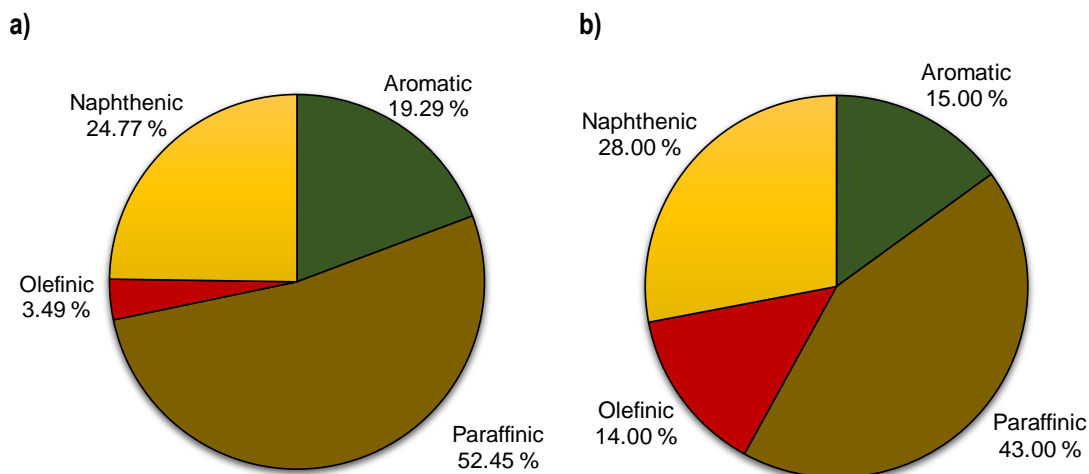 a)
Aromatic
19.29 %
Naphthenic
24.77 %
Olefinic
3.49 %
Paraffinic
52.45 %
b)
Aromatic
15.00 %
Naphthenic
28.00 %
Olefinic
14.00 %
Paraffinic
43.00 %